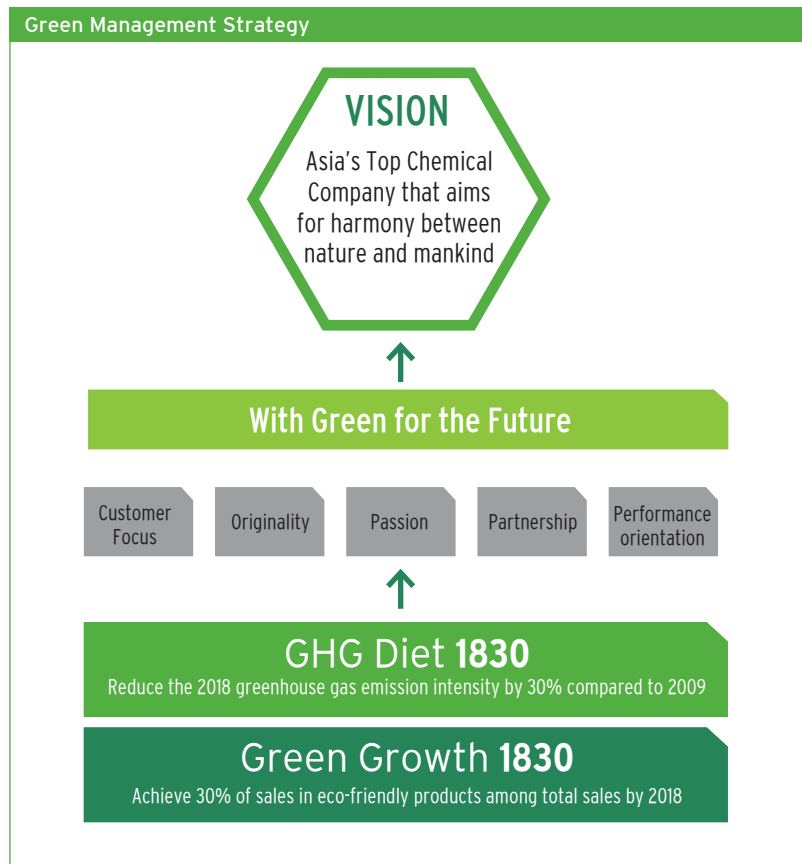 Green Management Strategy
VISION
Asia's Top Chemical
Company that aims
for harmony between
nature and mankind
With Green for the Future
Customer
Focus
Originality
Passion
Partnership
Performance
orientation
GHG Diet 1830
Reduce the 2018 greenhouse gas emission intensity by 30% compared to 2009
Green Growth 1830
Achieve 30% of sales in eco-friendly products among total sales by 2018